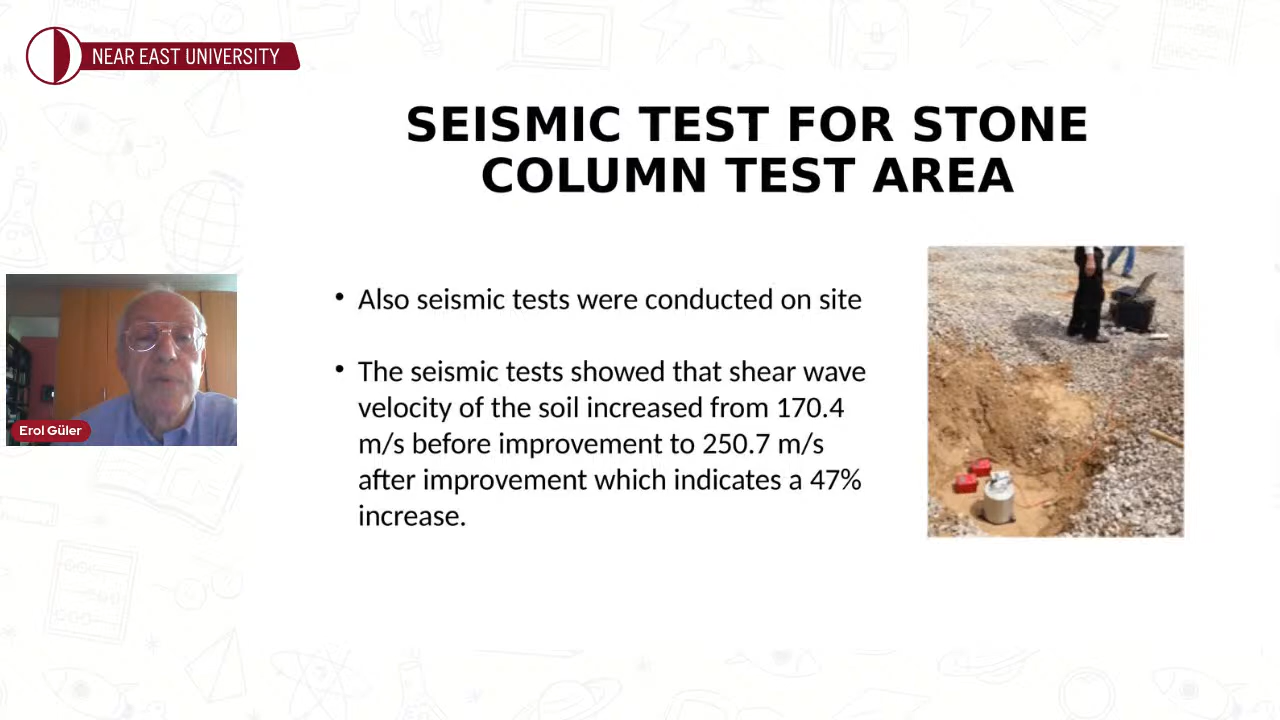 NEAR EAST UNIVERSITY
SEISMIC TEST FOR STONE
COLUMN TEST AREA
• Also seismic tests were conducted on site
• The seismic tests showed that shear wave
velocity of the soil increased from 170.4
m/s before improvement to 250.7 m/s
after improvement which indicates a 47%
increase.
Erol Güler